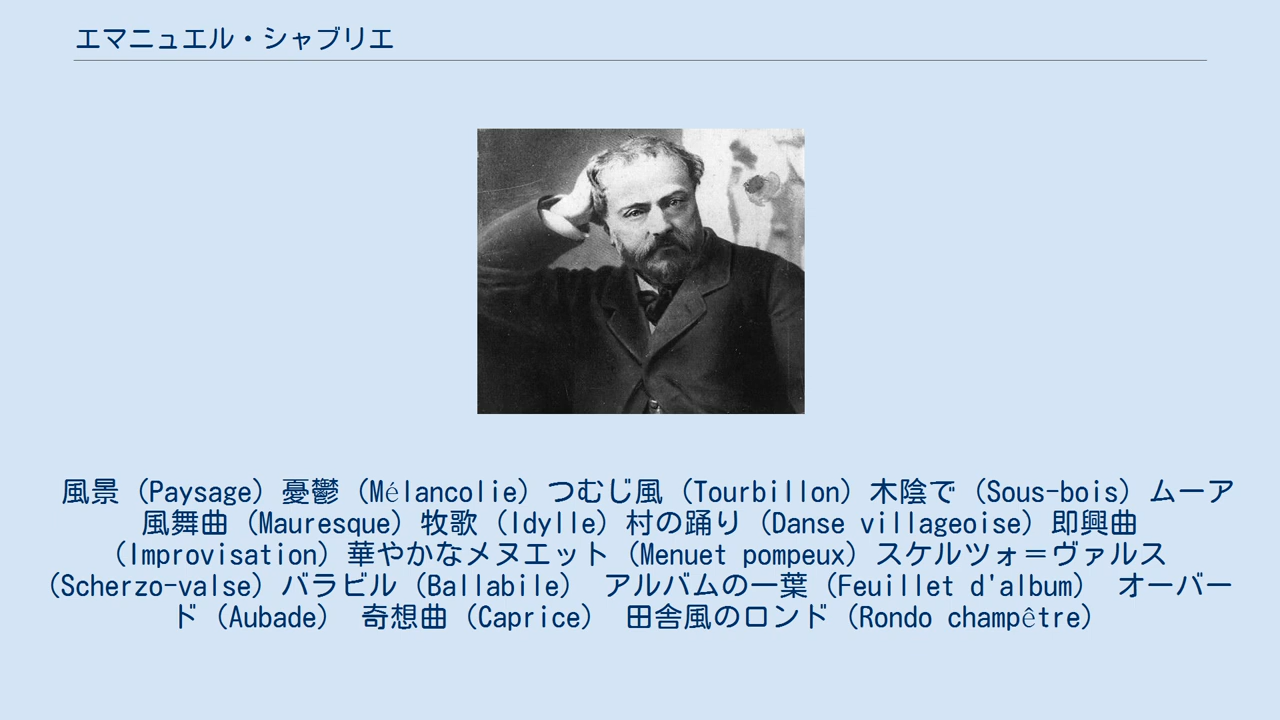 エマニュエル・シャブリエ
風景（Paysage）憂鬱（Mélancolie）つむじ風（Tourbillon）木陰で（Sous-bois）ムーア
風舞曲（Mauresque）牧歌（Idylle）村の踊り（Danse villageoise）即興曲
（Improvisation）華やかなメヌエット（Menuet pompeux）スケルツォ＝ヴァルス
（Scherzo-valse）バラビル（Ballabile）　アルバムの一葉（Feuillet d'album）　オーバー
ド（Aubade）　奇想曲（Caprice）　田舎風のロンド（Rondo champêtre）